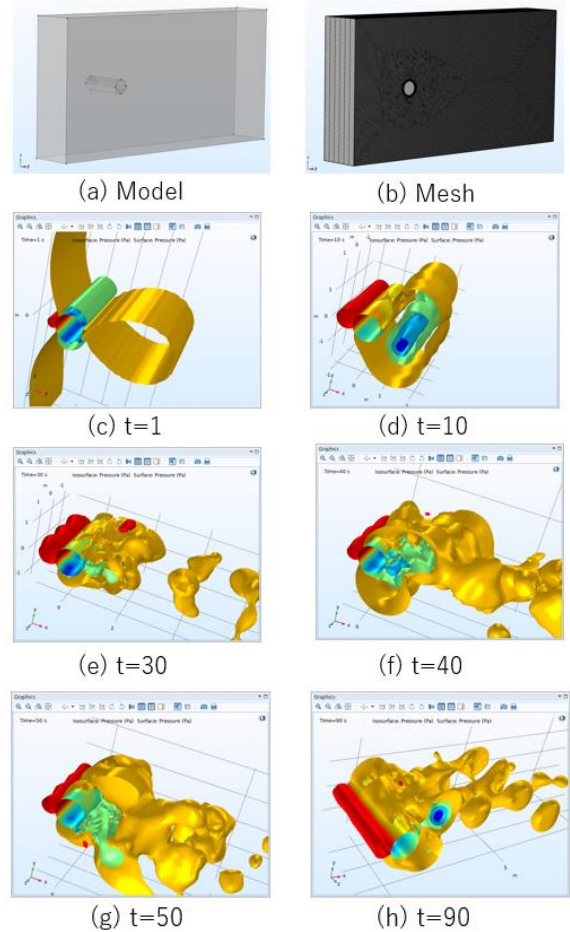 (a) Model
(b) Mesh
Graphics
Time=1 s Isosurface: Pressure (Pa) Surface: Pressure (Pa)
(c) t=1
Graphics
Time=10 s Isosurface: Pressure (Pa) Surface: Pressure (Pa)
(d) t=10
Graphics
Time=30 s Isosurface: Pressure (Pa) Surface: Pressure (Pa)
(e) t=30
Graphics
Time=40 s Isosurface: Pressure (Pa) Surface: Pressure (Pa)
(f) t=40
Graphics
Time=50 s Isosurface: Pressure (Pa) Surface: Pressure (Pa)
(g) t=50
Graphics
Time=90 s Isosurface: Pressure (Pa) Surface: Pressure (Pa)
(h) t=90